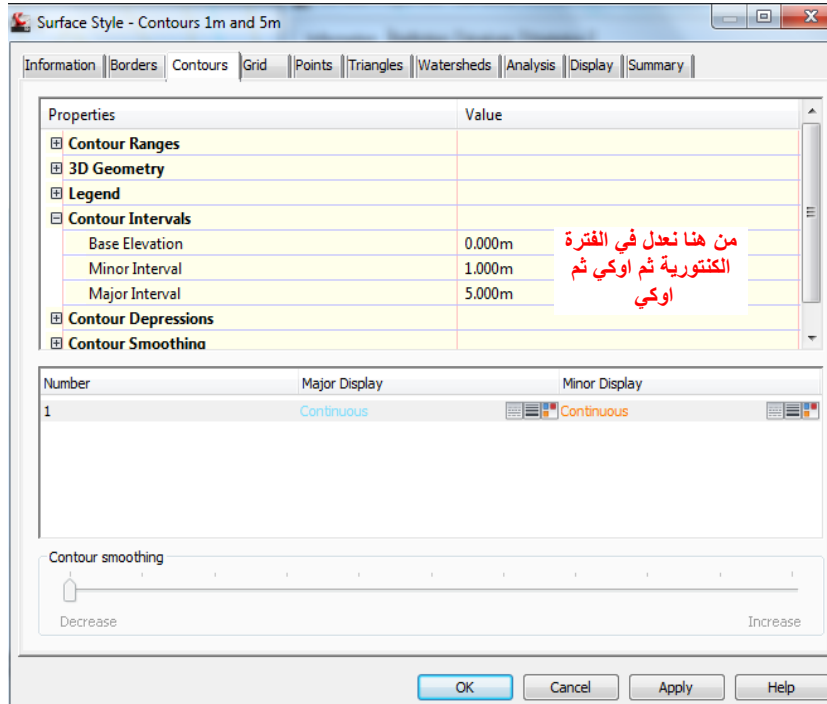 Surface Style - Contours 1m and 5m
Information Borders Contours Grid Points Triangles Watersheds Analysis Display Summary
Properties Value
Contour Ranges
3D Geometry
Legend
Contour Intervals
Base Elevation 0.000m
Minor Interval 1.000m
Major Interval 5.000m
من هنا نعدل في الفترة
الكنتورية ثم اوكي ثم
اوكي
Contour Depressions
Contour Smoothing
Number Major Display Minor Display
1 Continuous Continuous
Contour smoothing
Decrease Increase
OK Cancel Apply Help